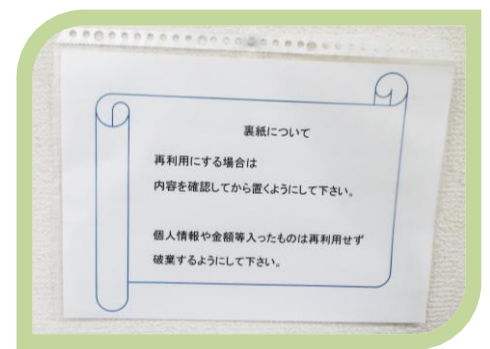 裏紙について
再利用にする場合は
内容を確認してから置くようにして下さい。
個人情報や金額等入ったものは再利用せず
破棄するようにして下さい。